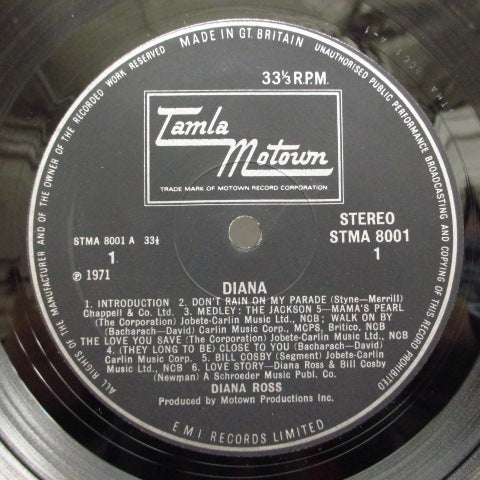 MADE IN GT. BRITAIN
UNAUTHORISED PUBLIC PERFORMANCE BROADCASTING AND COPYING OF THIS RECORD PROHIBITED
ALL RIGHTS OF THE MANUFACTURER AND OF THE OWNER OF THE RECORDED WORK RESERVED
33⅓ R.P.M.
Tamla
Motown
TRADE MARK OF MOTOWN RECORD CORPORATION
STMA 8001 A 33⅓
1
℗ 1971
STEREO
STMA 8001
1
DIANA
1. INTRODUCTION 2. DON'T RAIN ON MY PARADE (Styne—Merrill)
Chappell & Co. Ltd. 3. MEDLEY: THE JACKSON 5—MAMA'S PEARL
(The Corporation) Jobete-Carlin Music Ltd., NCB; WALK ON BY
(Bacharach—David) Carlin Music Corp., MCPS, Britico, NCB
THE LOVE YOU SAVE (The Corporation) Jobete-Carlin Music Ltd., NCB
4. (THEY LONG TO BE) CLOSE TO YOU (Bacharach—David)
Carlin Music Corp. 5. BILL COSBY (Segment) Jobete-Carlin
Music Ltd., NCB 6. LOVE STORY—Diana Ross & Bill Cosby
(Newman) A Schroeder Music Publ. Co.
DIANA ROSS
Produced by Motown Productions Inc.
EMI RECORDS LIMITED